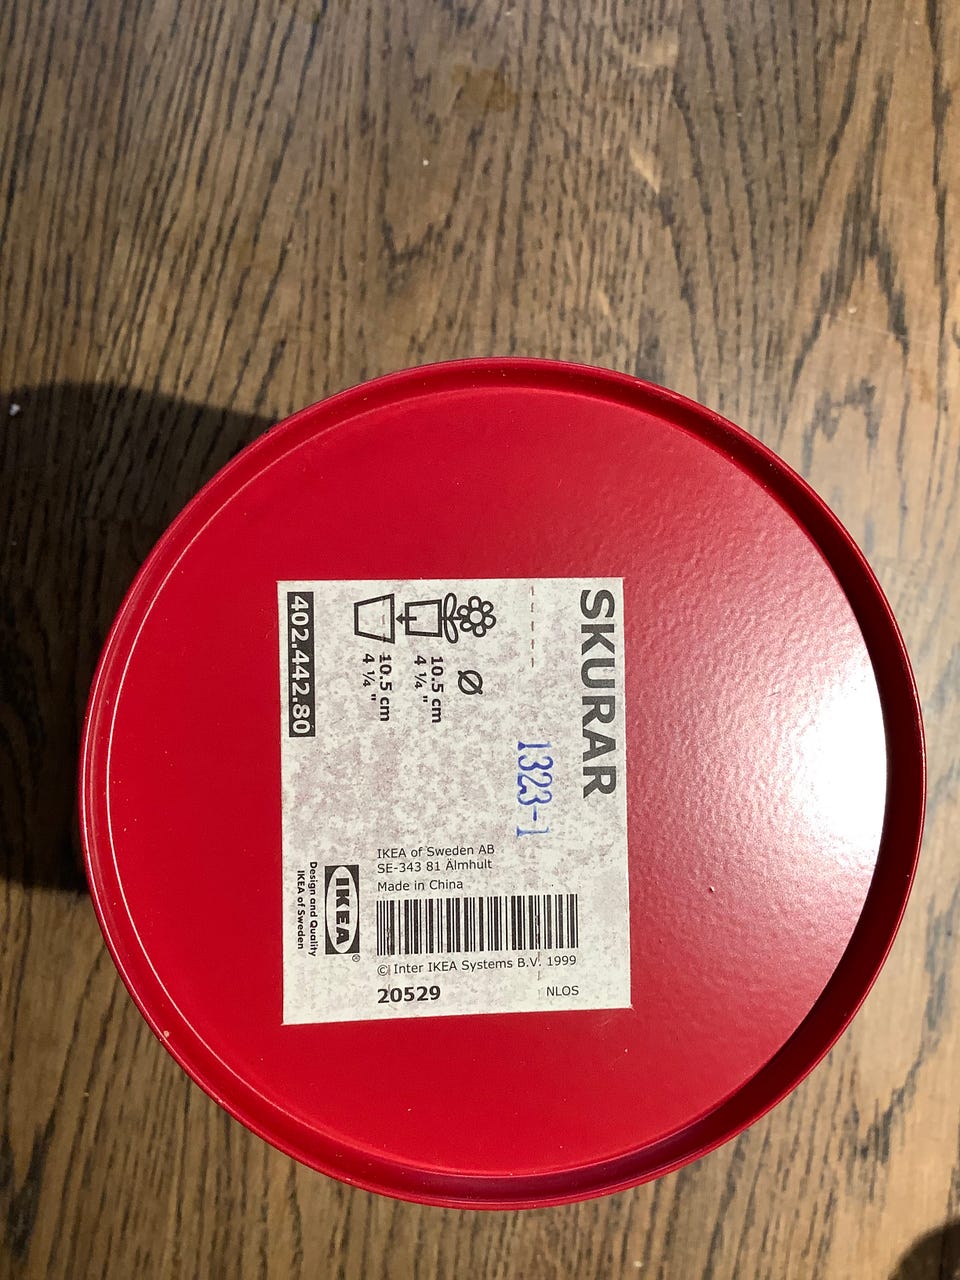 SKURAR
1323-1
Ø
10.5 cm
4 ¼ "
10.5 cm
4 ¼ "
402.442.80
IKEA of Sweden AB
SE-343 81 Älmhult
Made in China
© Inter IKEA Systems B.V. 1999
20529
NLOS
IKEA®
Design and Quality
IKEA of Sweden